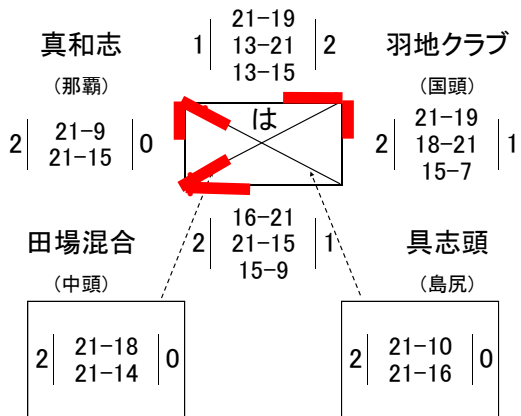 21-19
1 13-21 2
13-15
真和志
(那覇)
羽地クラブ
(国頭)
は
2 21-9 0
21-15
21-19
2 18-21 1
15-7
16-21
2 21-15 1
15-9
田場混合
(中頭)
具志頭
(島尻)
2 21-18 0
21-14
2 21-10 0
21-16